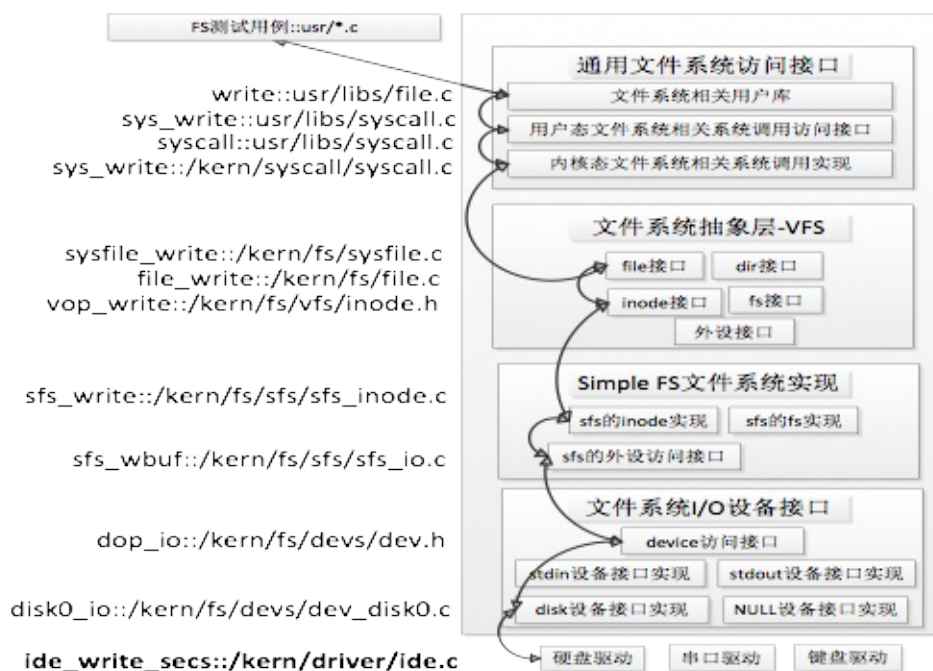 FS测试用例::usr/*.c
通用文件系统访问接口
write::usr/libs/file.c
文件系统相关用户库
sys_write::usr/libs/syscall.c
用户态文件系统相关系统调用访问接口
syscall::usr/libs/syscall.c
sys_write::/kern/syscall/syscall.c
内核态文件系统相关系统调用实现
文件系统抽象层-VFS
sysfile_write::/kern/fs/sysfile.c
file接口
dir接口
file_write::/kern/fs/file.c
vop_write::/kern/fs/vfs/inode.h
inode接口
fs接口
外设接口
Simple FS文件系统实现
sfs_write::/kern/fs/sfs/sfs_inode.c
sfs的inode实现
sfs的fs实现
sfs_wbuf::/kern/fs/sfs/sfs_io.c
sfs的外设访问接口
文件系统I/O设备接口
dop_io::/kern/fs/devs/dev.h
device访问接口
stdin设备接口实现
stdout设备接口实现
disk0_io::/kern/fs/devs/dev_disk0.c
disk设备接口实现
NULL设备接口实现
ide_write_secs::/kern/driver/ide.c
硬盘驱动
串口驱动
键盘驱动